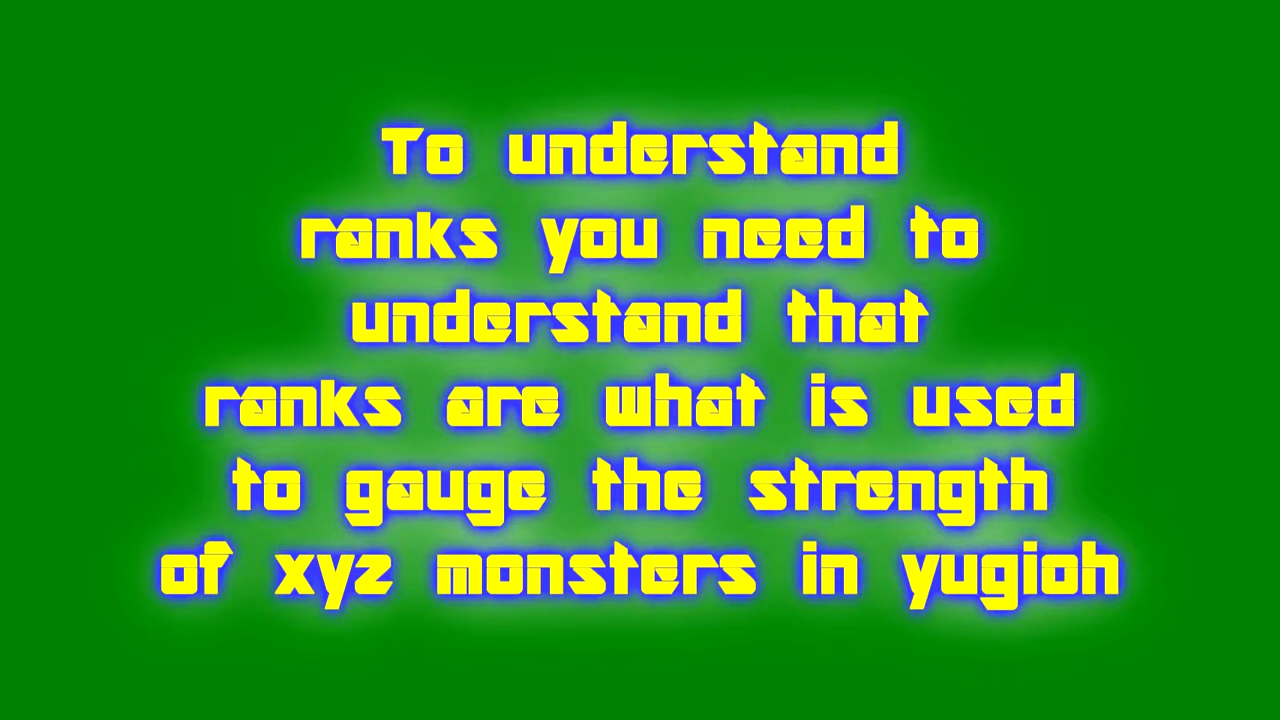 To understand
ranks you need to
understand that
ranks are what is used
to gauge the strength
of xyz monsters in yugioh